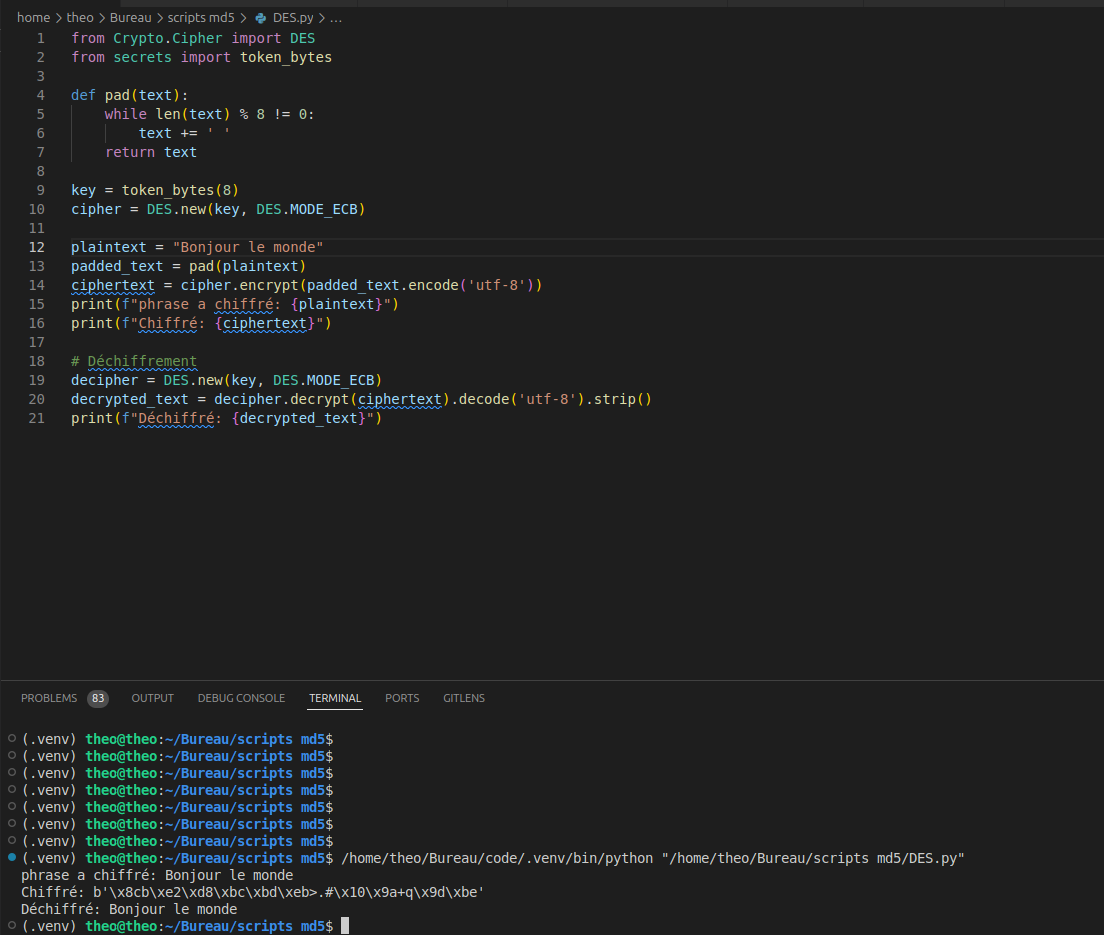 home > theo > Bureau > scripts md5 > DES.py > ...
1 from Crypto.Cipher import DES
2 from secrets import token_bytes
3
4 def pad(text):
5     while len(text) % 8 != 0:
6         text += ' '
7     return text
8
9 key = token_bytes(8)
10 cipher = DES.new(key, DES.MODE_ECB)
11
12 plaintext = "Bonjour le monde"
13 padded_text = pad(plaintext)
14 ciphertext = cipher.encrypt(padded_text.encode('utf-8'))
15 print(f"phrase a chiffré: {plaintext}")
16 print(f"Chiffré: {ciphertext}")
17
18 # Déchiffrement
19 decipher = DES.new(key, DES.MODE_ECB)
20 decrypted_text = decipher.decrypt(ciphertext).decode('utf-8').strip()
21 print(f"Déchiffré: {decrypted_text}")
PROBLEMS 83 OUTPUT DEBUG CONSOLE TERMINAL PORTS GITLENS
(.venv) theo@theo:~/Bureau/scripts md5$
(.venv) theo@theo:~/Bureau/scripts md5$
(.venv) theo@theo:~/Bureau/scripts md5$
(.venv) theo@theo:~/Bureau/scripts md5$
(.venv) theo@theo:~/Bureau/scripts md5$
(.venv) theo@theo:~/Bureau/scripts md5$
(.venv) theo@theo:~/Bureau/scripts md5$
(.venv) theo@theo:~/Bureau/scripts md5$ /home/theo/Bureau/code/.venv/bin/python "/home/theo/Bureau/scripts md5/DES.py"
phrase a chiffré: Bonjour le monde
Chiffré: b'\x8cb\xe2\xd8\xbc\xbd\xeb>.#\x10\x9a+q\x9d\xbe'
Déchiffré: Bonjour le monde
(.venv) theo@theo:~/Bureau/scripts md5$